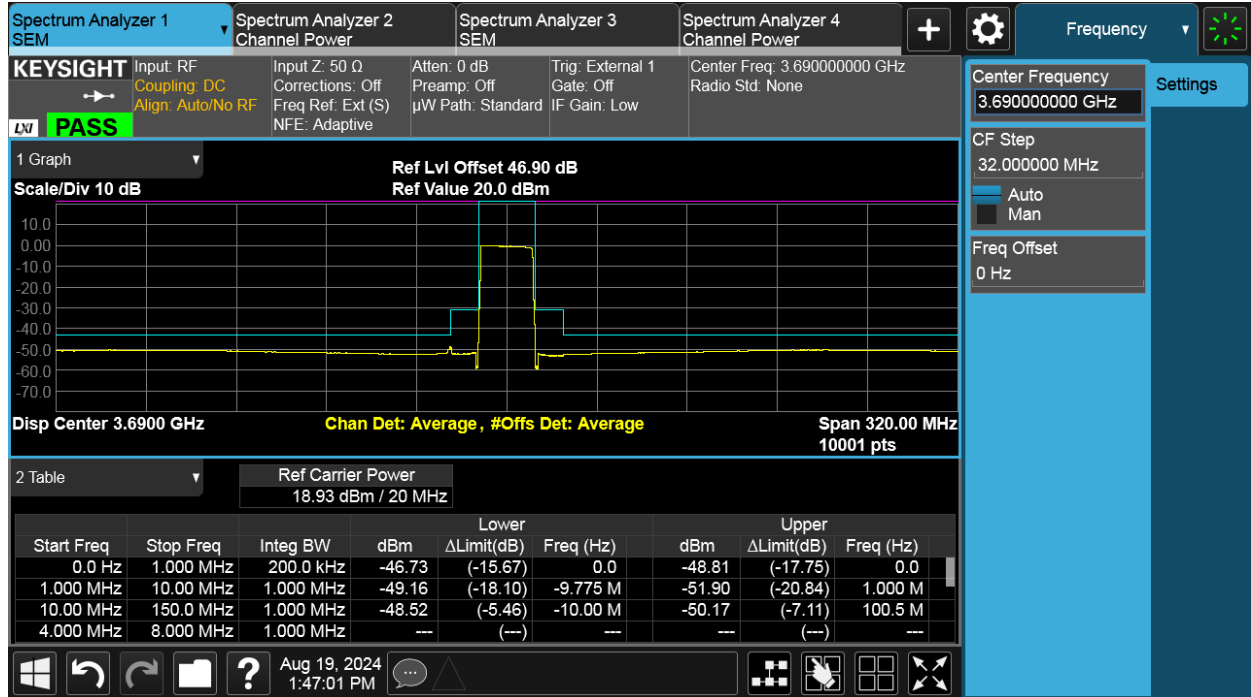 Spectrum Analyzer 1
SEM
Spectrum Analyzer 2
Channel Power
Spectrum Analyzer 3
SEM
Spectrum Analyzer 4
Channel Power
+
Frequency
KEYSIGHT
LXI
PASS
Input: RF
Coupling: DC
Align: Auto/No RF
Input Z: 50 Ω
Corrections: Off
Freq Ref: Ext (S)
NFE: Adaptive
Atten: 0 dB
Preamp: Off
µW Path: Standard
Trig: External 1
Gate: Off
IF Gain: Low
Center Freq: 3.690000000 GHz
Radio Std: None
Center Frequency
3.690000000 GHz
Settings
CF Step
32.000000 MHz
Auto
Man
Freq Offset
0 Hz
1 Graph
Scale/Div 10 dB
Ref Lvl Offset 46.90 dB
Ref Value 20.0 dBm
10.0
0.00
-10.0
-20.0
-30.0
-40.0
-50.0
-60.0
-70.0
Disp Center 3.6900 GHz
Chan Det: Average , #Offs Det: Average
Span 320.00 MHz
10001 pts
2 Table
Ref Carrier Power
18.93 dBm / 20 MHz
Lower Upper
Start Freq Stop Freq Integ BW dBm ΔLimit(dB) Freq (Hz) dBm ΔLimit(dB) Freq (Hz)
0.0 Hz 1.000 MHz 200.0 kHz -46.73 (-15.67) 0.0 -48.81 (-17.75) 0.0
1.000 MHz 10.00 MHz 1.000 MHz -49.16 (-18.10) -9.775 M -51.90 (-20.84) 1.000 M
10.00 MHz 150.0 MHz 1.000 MHz -48.52 (-5.46) -10.00 M -50.17 (-7.11) 100.5 M
4.000 MHz 8.000 MHz 1.000 MHz --- (---) --- --- (---) ---
?
Aug 19, 2024
1:47:01 PM